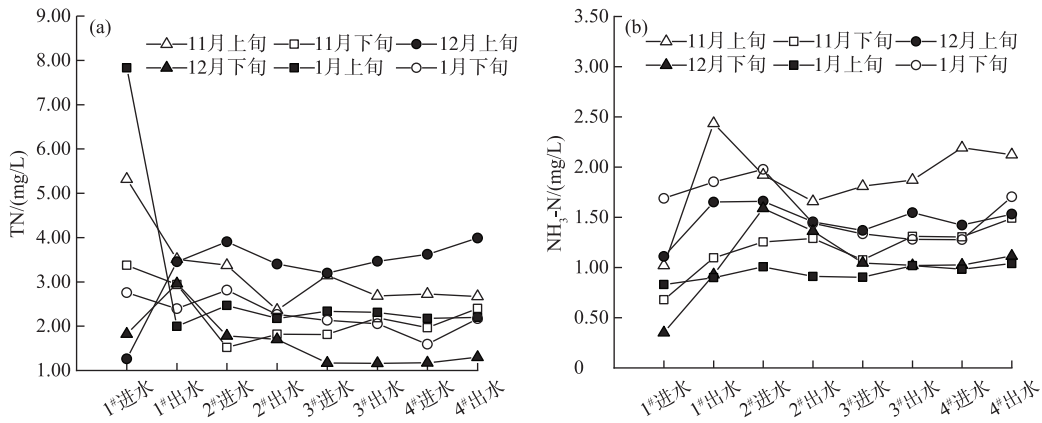 (a)
TN/(mg/L)
9.00
8.00
7.00
6.00
5.00
4.00
3.00
2.00
1.00
11月上旬 11月下旬 12月上旬
12月下旬 1月上旬 1月下旬
1#进水 1#出水 2#进水 2#出水 3#进水 3#出水 4#进水 4#出水
(b)
NH₃-N/(mg/L)
3.50
3.00
2.50
2.00
1.50
1.00
0.50
0
11月上旬 11月下旬 12月上旬
12月下旬 1月上旬 1月下旬
1#进水 1#出水 2#进水 2#出水 3#进水 3#出水 4#进水 4#出水